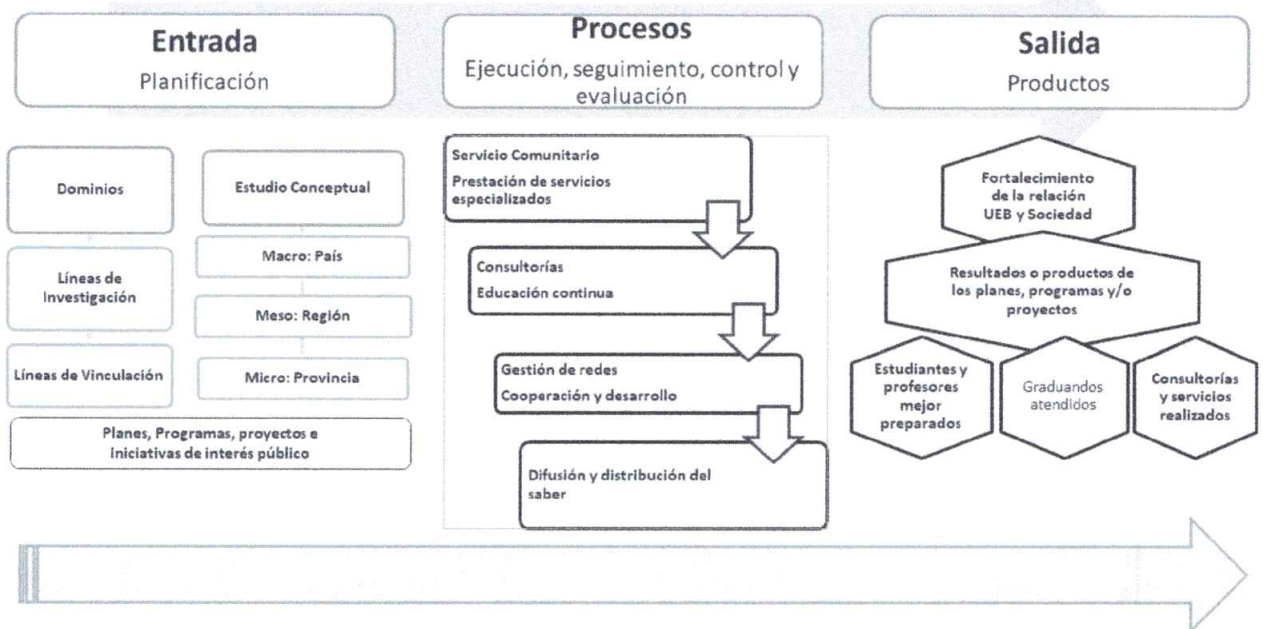 Entrada
Planificación
Procesos
Ejecución, seguimiento, control y
evaluación
Salida
Productos
Dominios
Líneas de
Investigación
Líneas de Vinculación
Estudio Conceptual
Macro: País
Meso: Región
Micro: Provincia
Planes, Programas, proyectos e
iniciativas de interés público
Servicio Comunitario
Prestación de servicios
especializados
Consultorías
Educación continua
Gestión de redes
Cooperación y desarrollo
Difusión y distribución del
saber
Fortalecimiento
de la relación
UEB y Sociedad
Resultados o productos de
los planes, programas y/o
proyectos
Estudiantes y
profesores
mejor
preparados
Graduandos
atendidos
Consultorías
y servicios
realizados